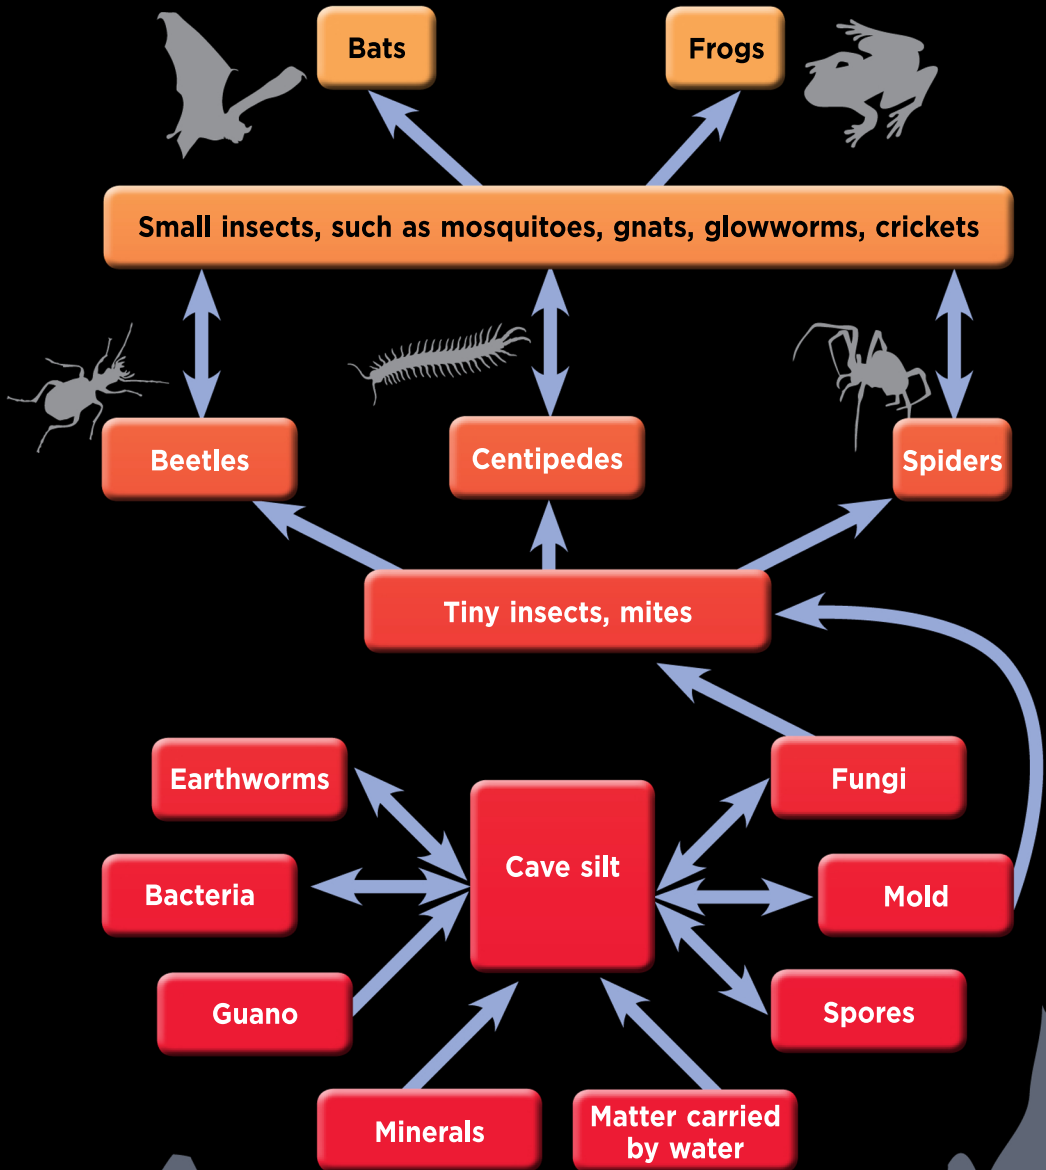 Bats
Frogs
Small insects, such as mosquitoes, gnats, glowworms, crickets
Beetles
Centipedes
Spiders
Tiny insects, mites
Earthworms
Fungi
Cave silt
Bacteria
Mold
Guano
Spores
Minerals
Matter carried
by water